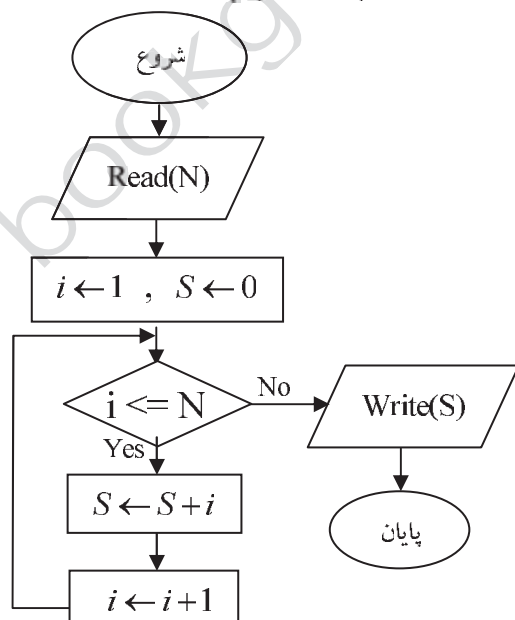 شروع
Read(N)
i ← 1 , S ← 0
i <= N
No
Write(S)
Yes
S ← S + i
پایان
i ← i + 1